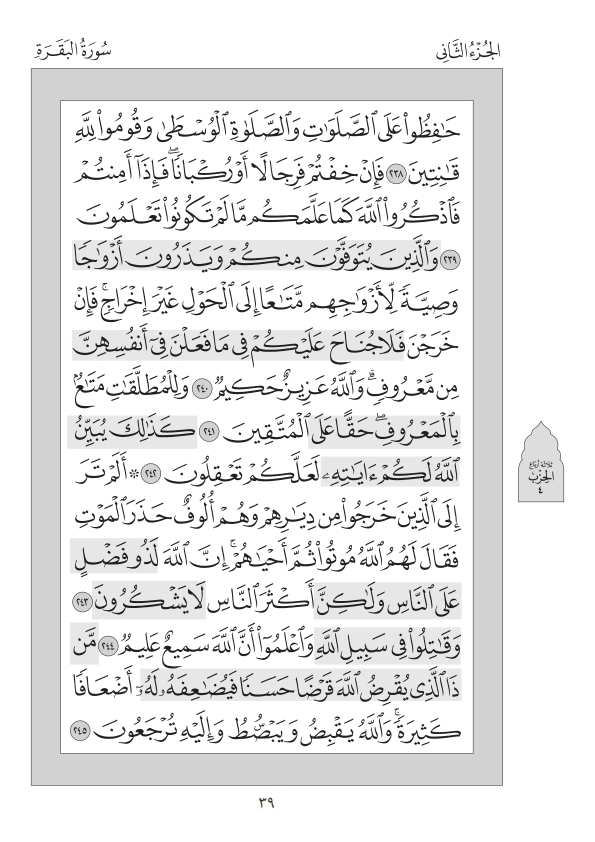 الجُزْءُ الثَّانِي
سُورَةُ البَقَرَةِ
حَٰفِظُوا۟ عَلَى ٱلصَّلَوَٰتِ وَٱلصَّلَوٰةِ ٱلْوُسْطَىٰ وَقُومُوا۟ لِلَّهِ
قَٰنِتِينَ ٢٣٨ فَإِنْ خِفْتُمْ فَرِجَالًا أَوْ رُكْبَانًا ۖ فَإِذَآ أَمِنتُمْ
فَٱذْكُرُوا۟ ٱللَّهَ كَمَا عَلَّمَكُم مَّا لَمْ تَكُونُوا۟ تَعْلَمُونَ
٢٣٩ وَٱلَّذِينَ يُتَوَفَّوْنَ مِنكُمْ وَيَذَرُونَ أَزْوَٰجًا
وَصِيَّةً لِّأَزْوَٰجِهِم مَّتَٰعًا إِلَى ٱلْحَوْلِ غَيْرَ إِخْرَاجٍ ۚ فَإِنْ
خَرَجْنَ فَلَا جُنَاحَ عَلَيْكُمْ فِى مَا فَعَلْنَ فِىٓ أَنفُسِهِنَّ
مِن مَّعْرُوفٍ ۗ وَٱللَّهُ عَزِيزٌ حَكِيمٌ ٢٤٠ وَلِلْمُطَلَّقَٰتِ مَتَٰعٌۢ
بِٱلْمَعْرُوفِ ۖ حَقًّا عَلَى ٱلْمُتَّقِينَ ٢٤١ كَذَٰلِكَ يُبَيِّنُ
ٱللَّهُ لَكُمْ ءَايَٰتِهِۦ لَعَلَّكُمْ تَعْقِلُونَ ٢٤٢ ۞ أَلَمْ تَرَ
إِلَى ٱلَّذِينَ خَرَجُوا۟ مِن دِيَٰرِهِمْ وَهُمْ أُلُوفٌ حَذَرَ ٱلْمَوْتِ
فَقَالَ لَهُمُ ٱللَّهُ مُوتُوا۟ ثُمَّ أَحْيَٰهُمْ ۚ إِنَّ ٱللَّهَ لَذُو فَضْلٍ
عَلَى ٱلنَّاسِ وَلَٰكِنَّ أَكْثَرَ ٱلنَّاسِ لَا يَشْكُرُونَ ٢٤٣
وَقَٰتِلُوا۟ فِى سَبِيلِ ٱللَّهِ وَٱعْلَمُوٓا۟ أَنَّ ٱللَّهَ سَمِيعٌ عَلِيمٌ ٢٤٤ مَّن
ذَا ٱلَّذِى يُقْرِضُ ٱللَّهَ قَرْضًا حَسَنًا فَيُضَٰعِفَهُۥ لَهُۥٓ أَضْعَافًا
كَثِيرَةً ۚ وَٱللَّهُ يَقْبِضُ وَيَبْصُۜطُ وَإِلَيْهِ تُرْجَعُونَ ٢٤٥
ثلاثة أرباع
الحزب
٤
٣٩